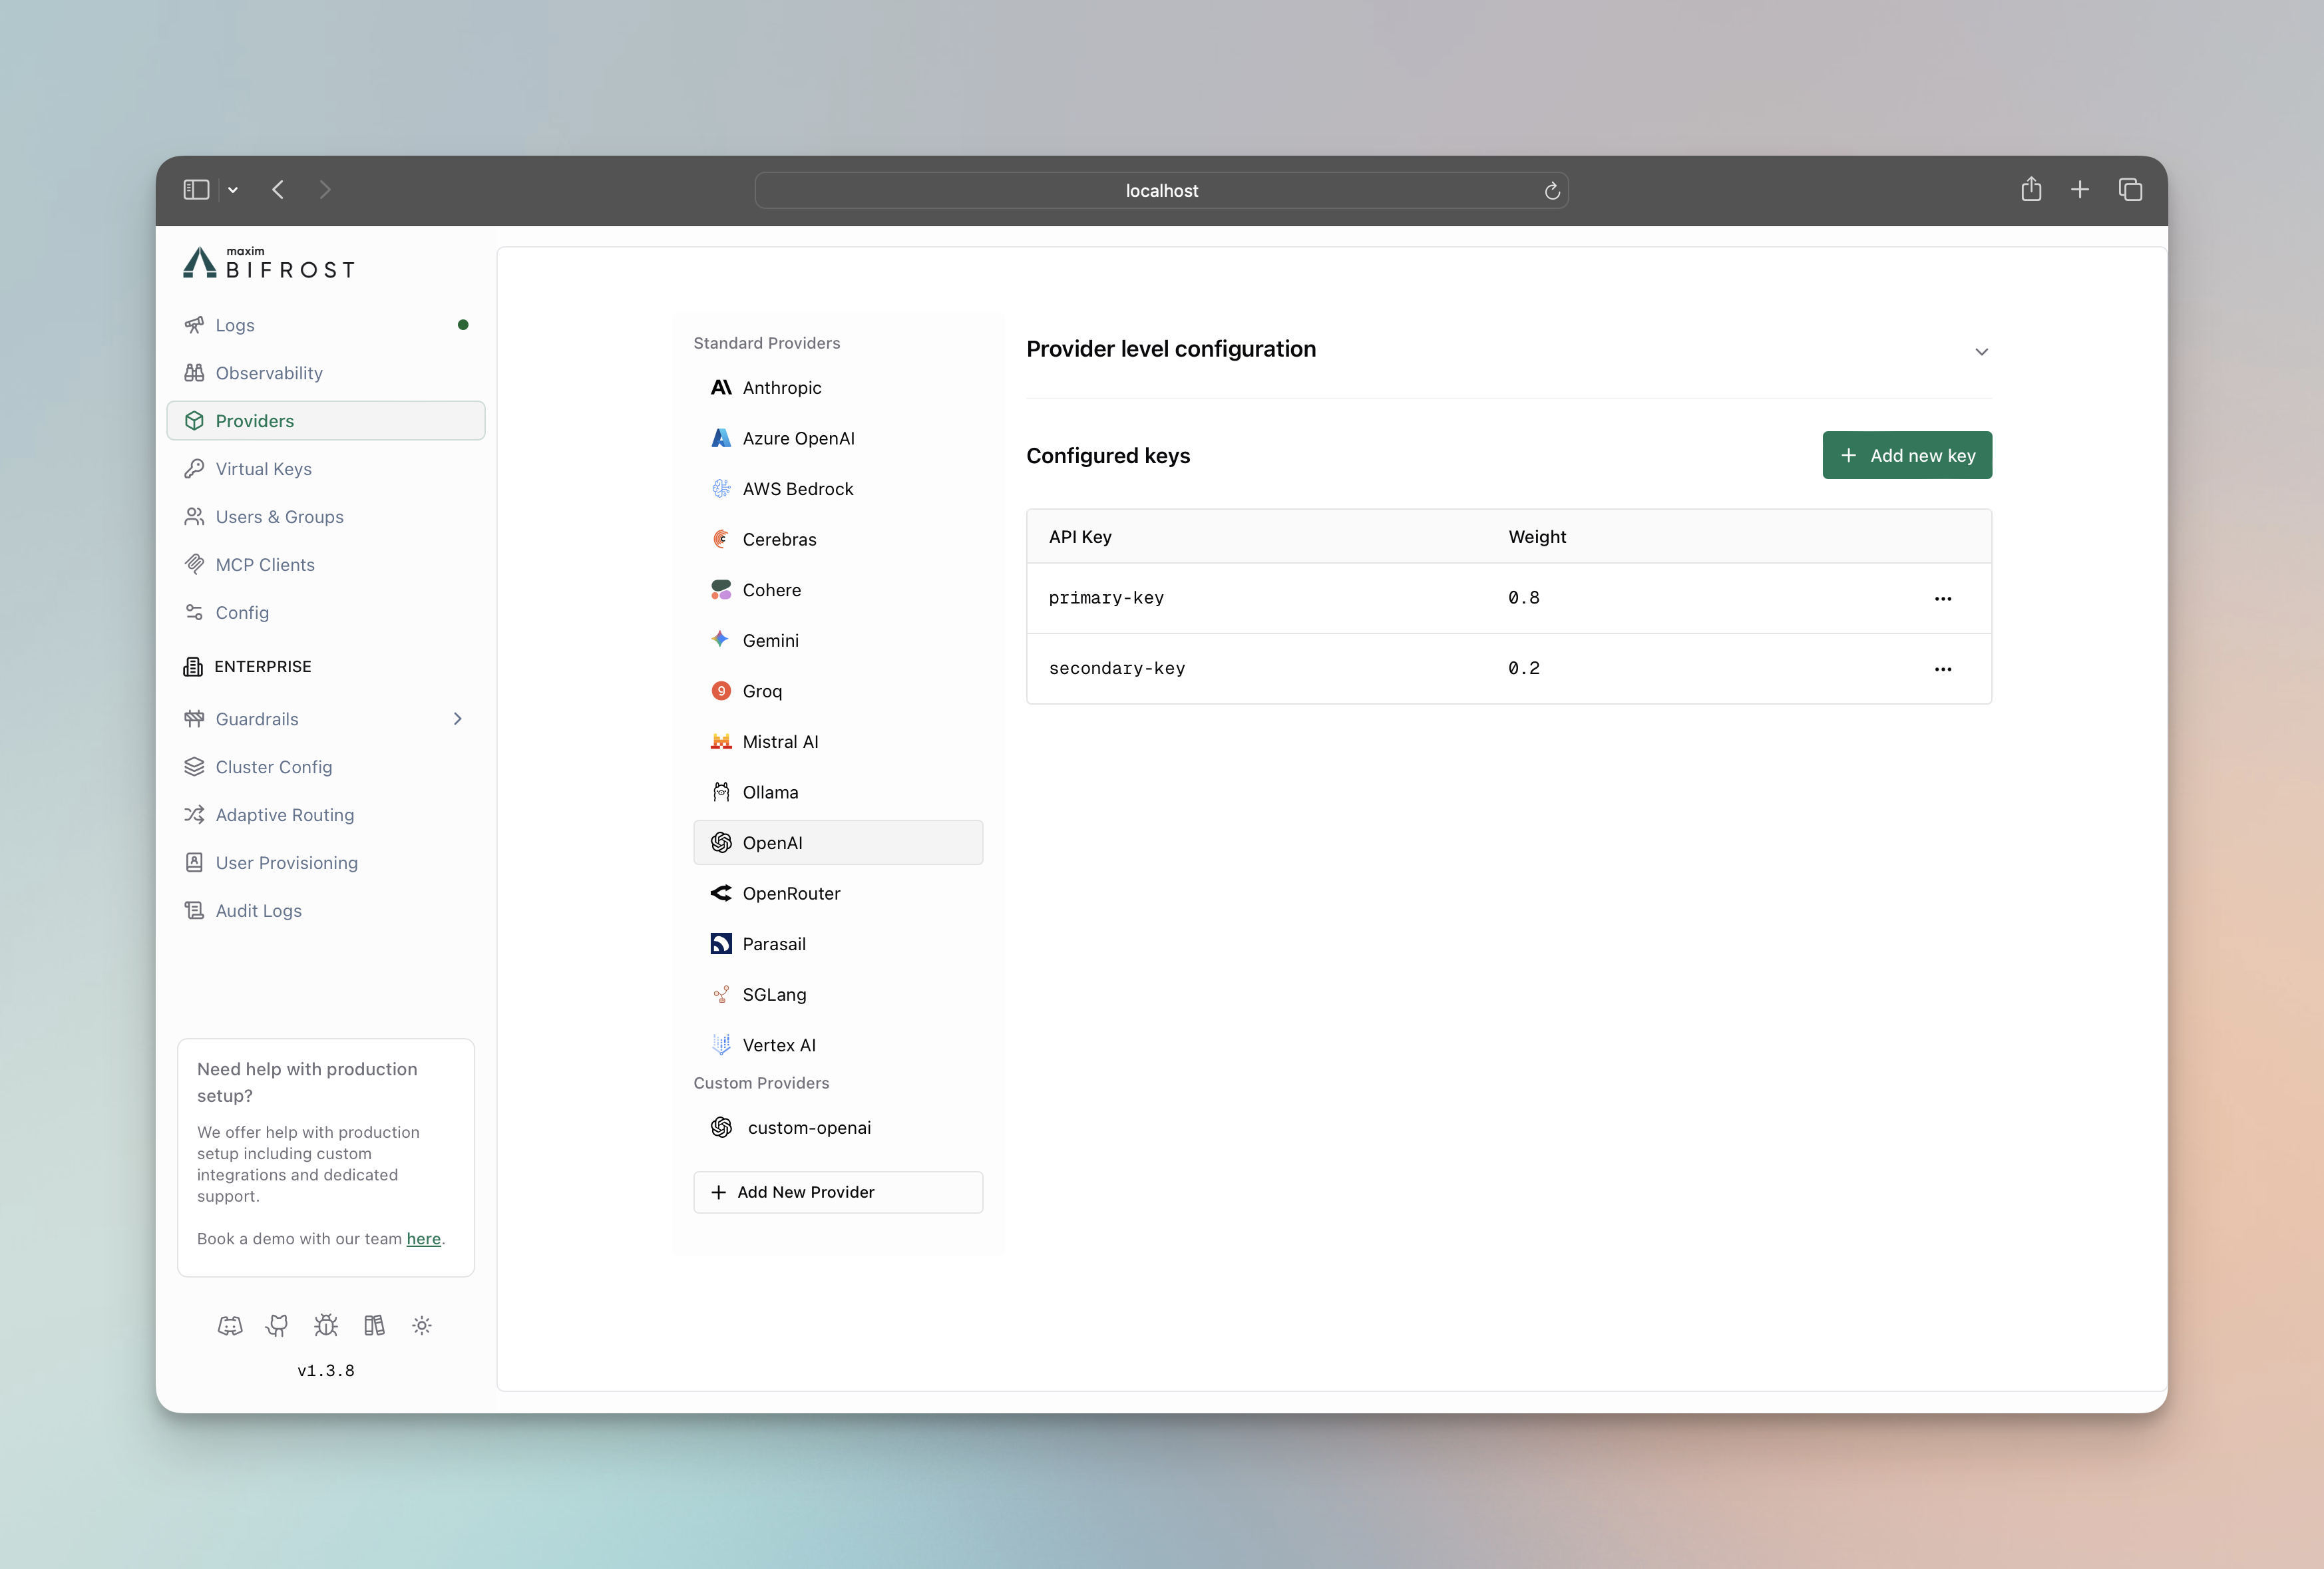 localhost
maxim
BIFROST
Logs
Observability
Providers
Virtual Keys
Users & Groups
MCP Clients
Config
ENTERPRISE
Guardrails
Cluster Config
Adaptive Routing
User Provisioning
Audit Logs
Need help with production
setup?
We offer help with production
setup including custom
integrations and dedicated
support.
Book a demo with our team here.
v1.3.8
Standard Providers
Anthropic
Azure OpenAI
AWS Bedrock
Cerebras
Cohere
Gemini
Groq
Mistral AI
Ollama
OpenAI
OpenRouter
Parasail
SGLang
Vertex AI
Custom Providers
custom-openai
Add New Provider
Provider level configuration
Configured keys
Add new key
API Key Weight
primary-key 0.8
secondary-key 0.2